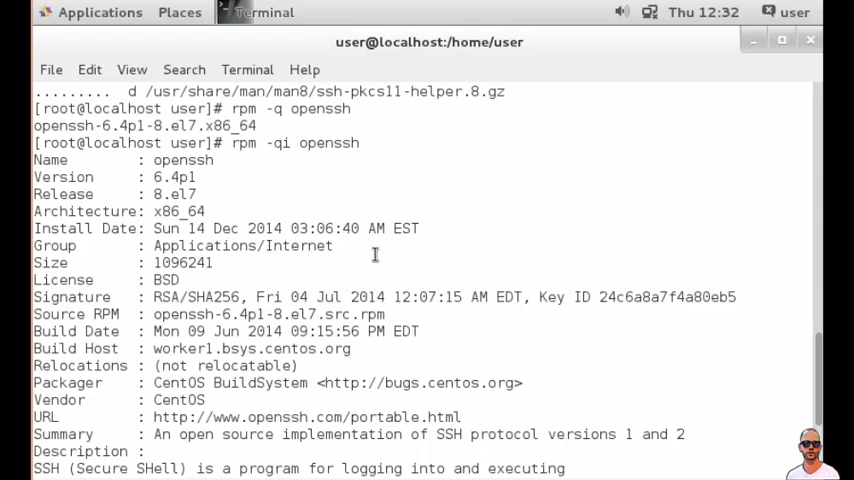 Applications Places Terminal Thu 12:32 user
user@localhost:/home/user
File Edit View Search Terminal Help
......... d /usr/share/man/man8/ssh-pkcs11-helper.8.gz
[root@localhost user]# rpm -q openssh
openssh-6.4p1-8.el7.x86_64
[root@localhost user]# rpm -qi openssh
Name : openssh
Version : 6.4p1
Release : 8.el7
Architecture: x86_64
Install Date: Sun 14 Dec 2014 03:06:40 AM EST
Group : Applications/Internet
Size : 1096241
License : BSD
Signature : RSA/SHA256, Fri 04 Jul 2014 12:07:15 AM EDT, Key ID 24c6a8a7f4a80eb5
Source RPM : openssh-6.4p1-8.el7.src.rpm
Build Date : Mon 09 Jun 2014 09:15:56 PM EDT
Build Host : worker1.bsys.centos.org
Relocations : (not relocatable)
Packager : CentOS BuildSystem <http://bugs.centos.org>
Vendor : CentOS
URL : http://www.openssh.com/portable.html
Summary : An open source implementation of SSH protocol versions 1 and 2
Description :
SSH (Secure SHell) is a program for logging into and executing